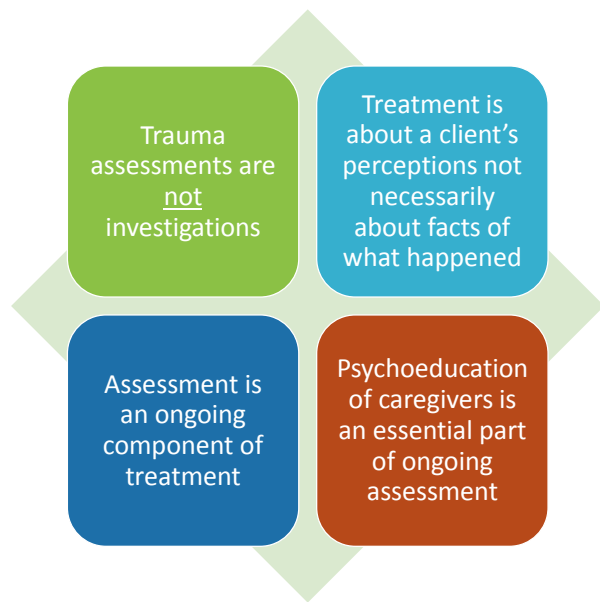 Trauma
assessments are
not
investigations
Treatment is
about a client’s
perceptions not
necessarily
about facts of
what happened
Assessment is
an ongoing
component of
treatment
Psychoeducation
of caregivers is
an essential part
of ongoing
assessment